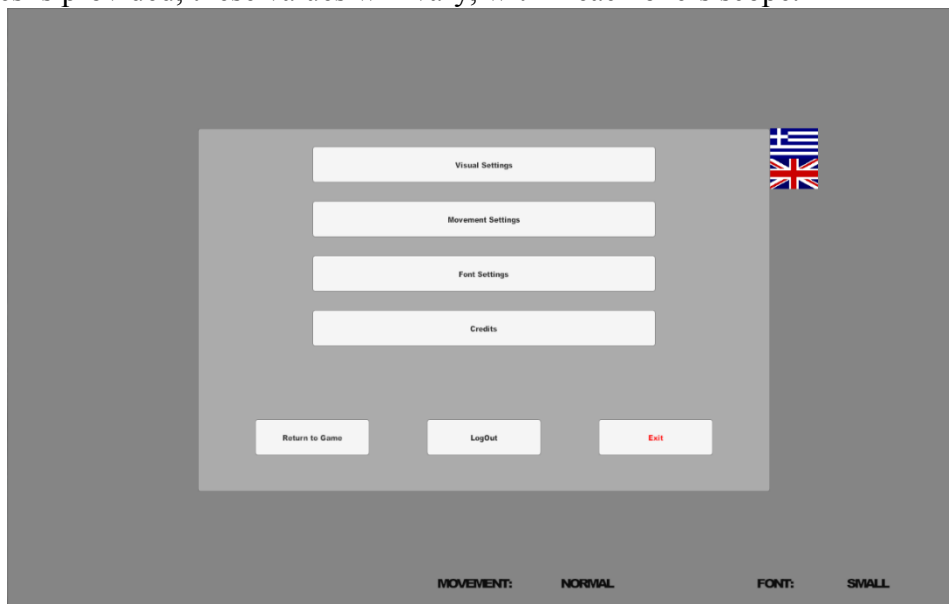 Visual Settings
Movement Settings
Font Settings
Credits
Return to Game LogOut Exit
MOVEMENT: NORMAL FONT: SMALL